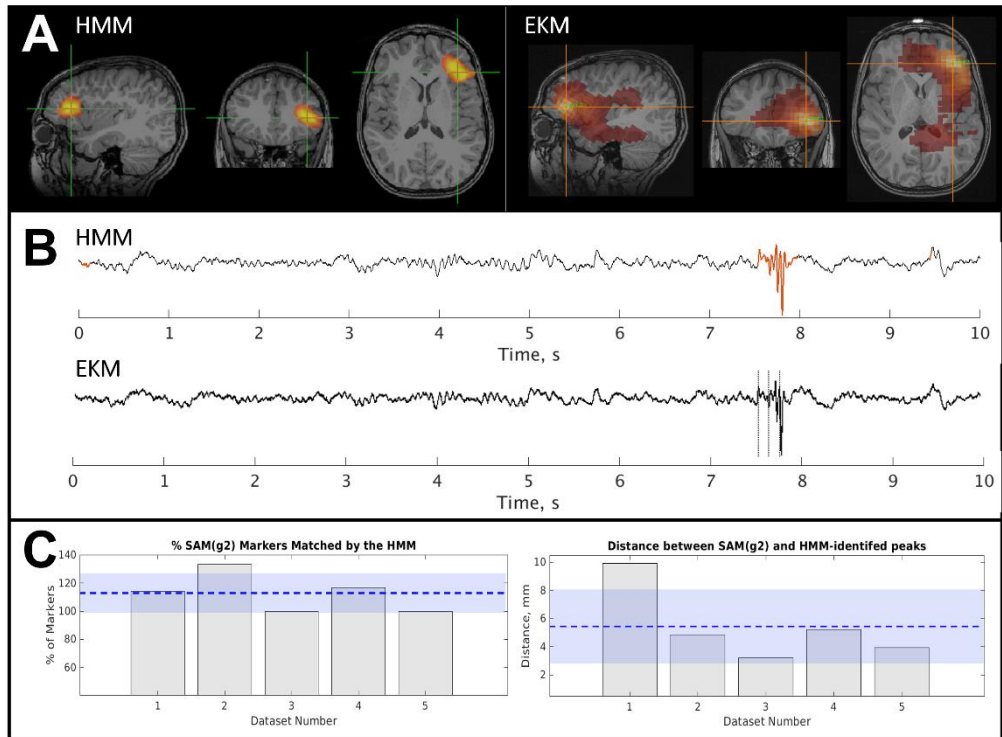 A
HMM
EKM
B
HMM
0 1 2 3 4 5 6 7 8 9 10
Time, s
EKM
0 1 2 3 4 5 6 7 8 9 10
Time, s
C
% SAM(g2) Markers Matched by the HMM
% of Markers
140
120
100
80
60
1 2 3 4 5
Dataset Number
Distance between SAM(g2) and HMM-identifed peaks
Distance, mm
10
8
6
4
2
1 2 3 4 5
Dataset Number